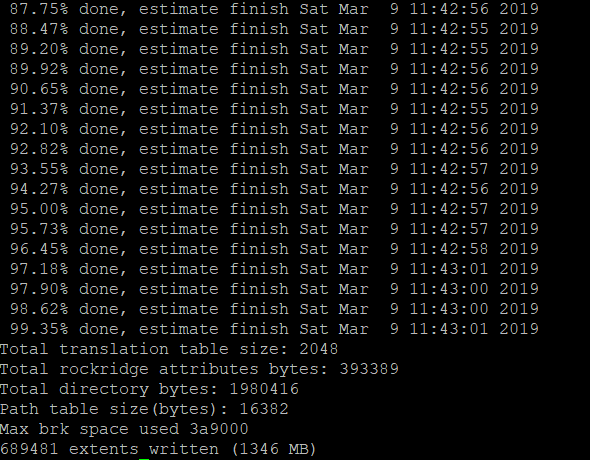 87.75% done, estimate finish Sat Mar  9 11:42:56 2019
88.47% done, estimate finish Sat Mar  9 11:42:55 2019
89.20% done, estimate finish Sat Mar  9 11:42:55 2019
89.92% done, estimate finish Sat Mar  9 11:42:56 2019
90.65% done, estimate finish Sat Mar  9 11:42:56 2019
91.37% done, estimate finish Sat Mar  9 11:42:55 2019
92.10% done, estimate finish Sat Mar  9 11:42:56 2019
92.82% done, estimate finish Sat Mar  9 11:42:56 2019
93.55% done, estimate finish Sat Mar  9 11:42:57 2019
94.27% done, estimate finish Sat Mar  9 11:42:56 2019
95.00% done, estimate finish Sat Mar  9 11:42:57 2019
95.73% done, estimate finish Sat Mar  9 11:42:57 2019
96.45% done, estimate finish Sat Mar  9 11:42:58 2019
97.18% done, estimate finish Sat Mar  9 11:43:01 2019
97.90% done, estimate finish Sat Mar  9 11:43:00 2019
98.62% done, estimate finish Sat Mar  9 11:43:00 2019
99.35% done, estimate finish Sat Mar  9 11:43:01 2019
Total translation table size: 2048
Total rockridge attributes bytes: 393389
Total directory bytes: 1980416
Path table size(bytes): 16382
Max brk space used 3a9000
689481 extents written (1346 MB)